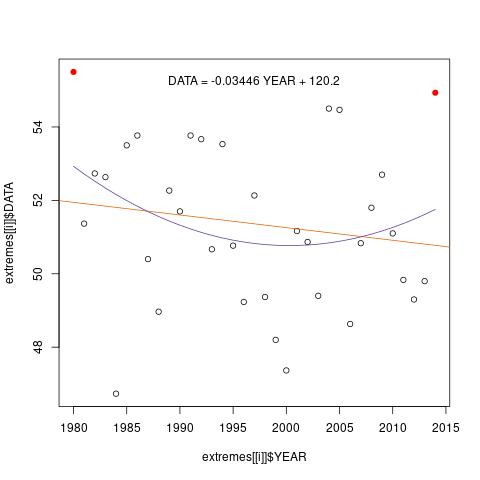 DATA = -0.03446 YEAR + 120.2
54
52
50
48
extremes[[i]]$DATA
1980 1985 1990 1995 2000 2005 2010 2015
extremes[[i]]$YEAR